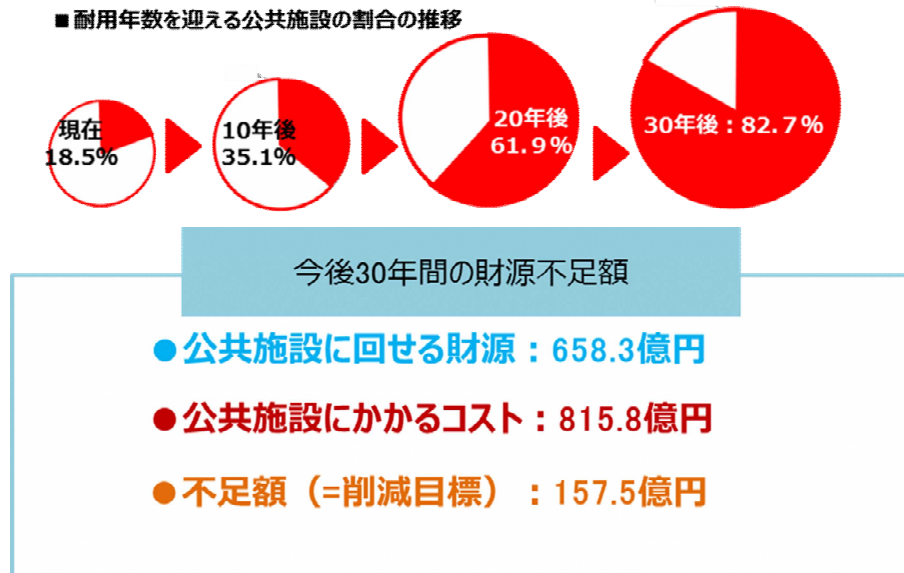 ■耐用年数を迎える公共施設の割合の推移
現在
18.5%
10年後
35.1%
20年後
61.9%
30年後：82.7%
今後30年間の財源不足額
●公共施設に回せる財源：658.3億円
●公共施設にかかるコスト：815.8億円
●不足額（=削減目標）：157.5億円